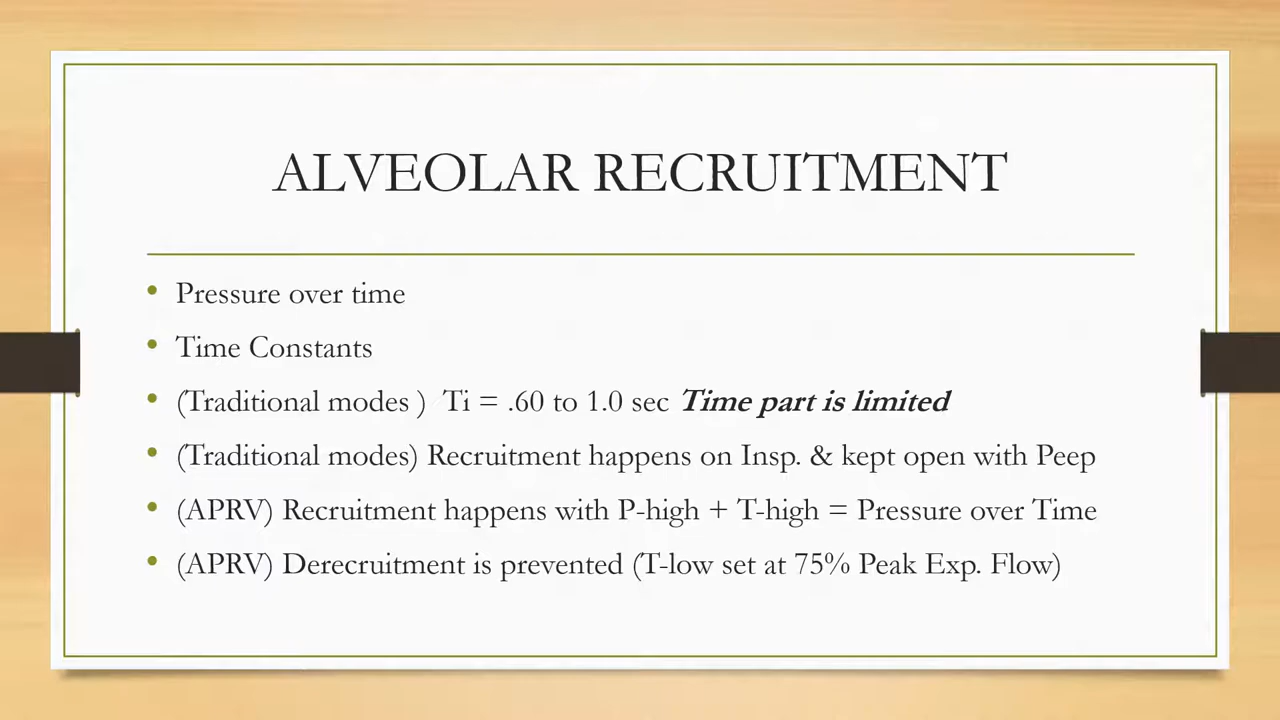 ALVEOLAR RECRUITMENT
• Pressure over time
• Time Constants
• (Traditional modes )  Ti = .60 to 1.0 sec Time part is limited
• (Traditional modes) Recruitment happens on Insp. & kept open with Peep
• (APRV) Recruitment happens with P-high + T-high = Pressure over Time
• (APRV) Derecruitment is prevented (T-low set at 75% Peak Exp. Flow)